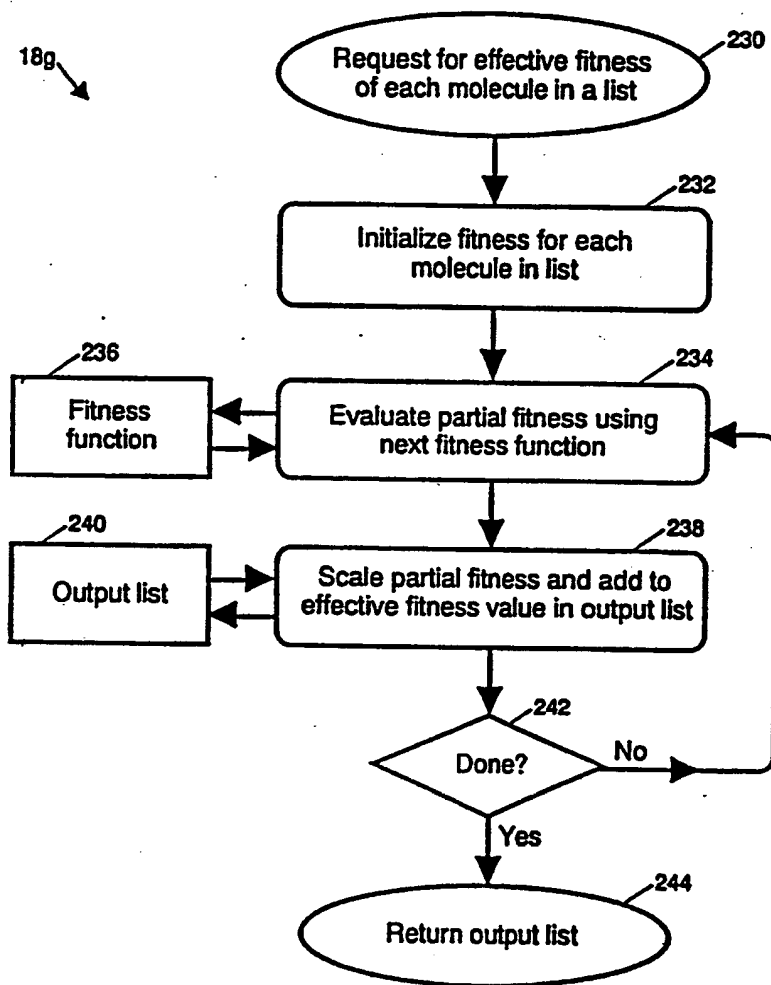 18g
230
Request for effective fitness
of each molecule in a list
232
Initialize fitness for each
molecule in list
236
234
Fitness
function
Evaluate partial fitness using
next fitness function
240
238
Output list
Scale partial fitness and add to
effective fitness value in output list
242
Done?
No
Yes
244
Return output list